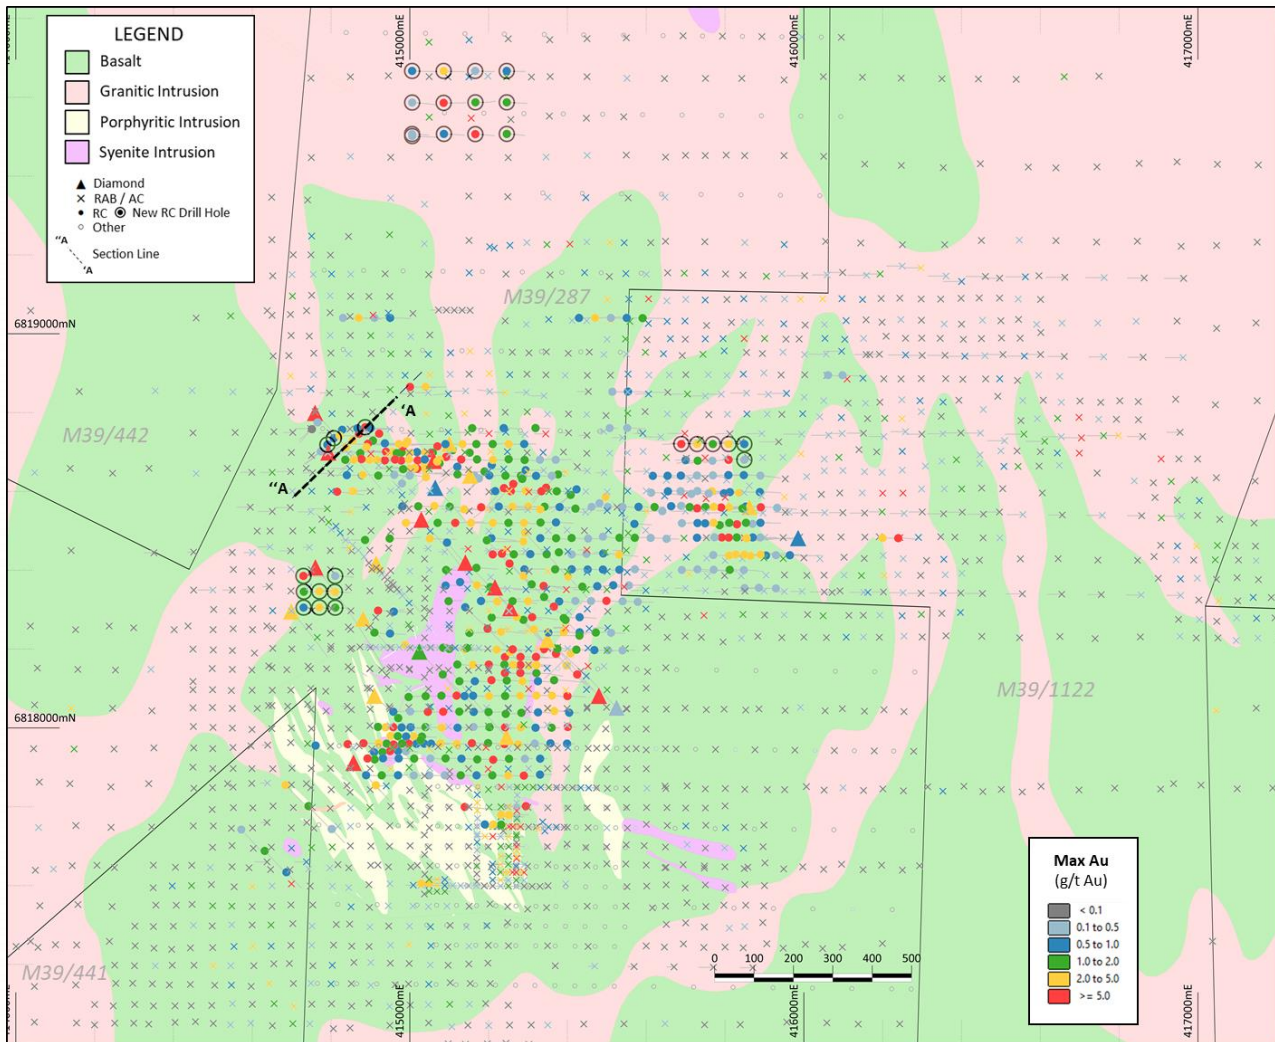 LEGEND
Basalt
Granitic Intrusion
Porphyritic Intrusion
Syenite Intrusion
Diamond
RAB / AC
RC New RC Drill Hole
Other
‘‘A
Section Line
‘A
415000mE
416000mE
417000mE
M39/287
6819000mN
‘A
M39/442
‘‘A
M39/1122
6818000mN
Max Au
(g/t Au)
< 0.1
0.1 to 0.5
0.5 to 1.0
1.0 to 2.0
2.0 to 5.0
>= 5.0
0 100 200 300 400 500
M39/441
415000mE
416000mE
417000mE